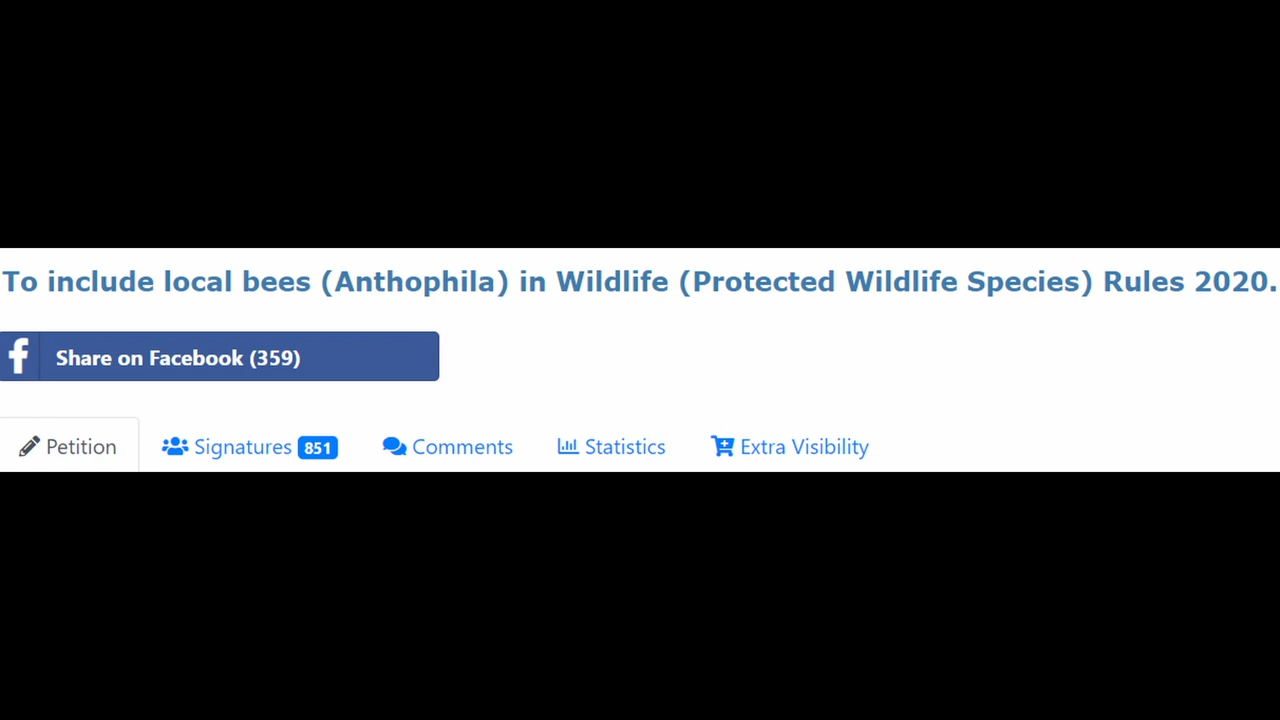 To include local bees (Anthophila) in Wildlife (Protected Wildlife Species) Rules 2020.
Share on Facebook (359)
Petition Signatures 851 Comments Statistics Extra Visibility